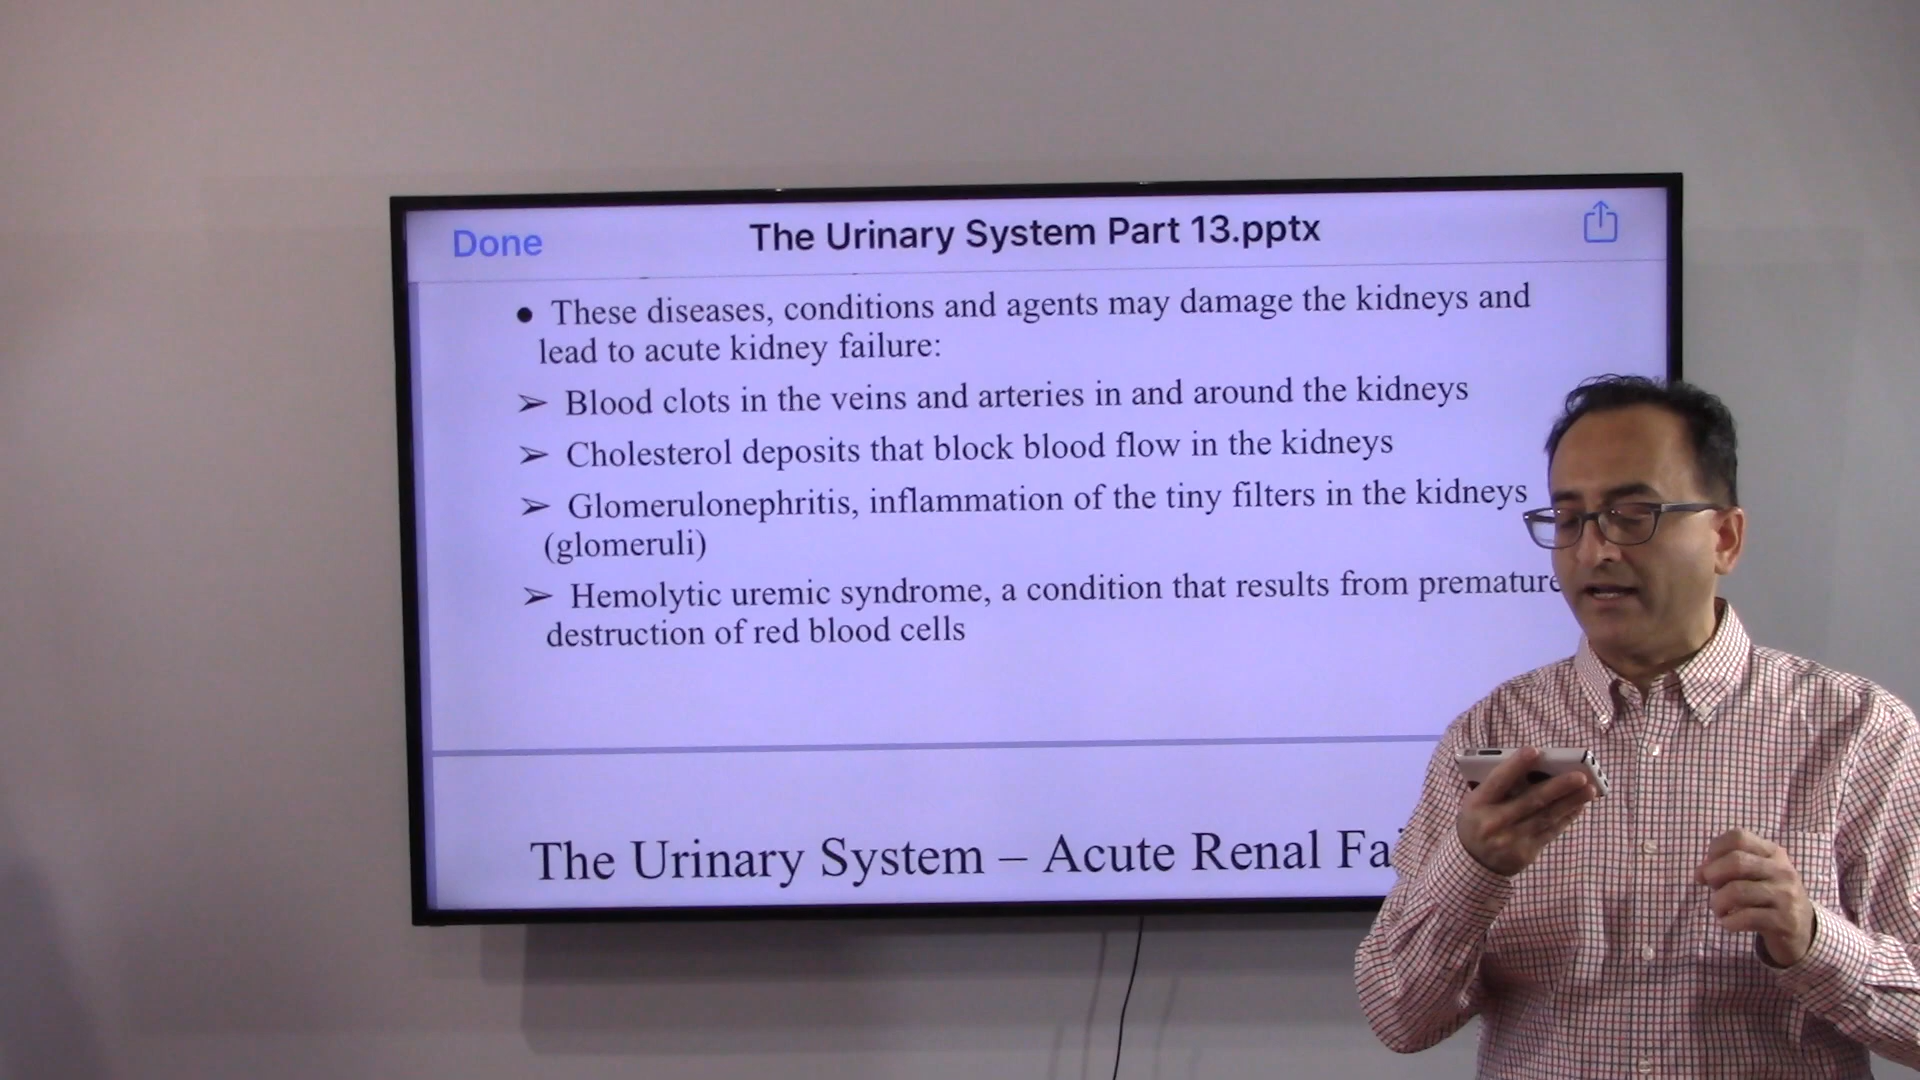 Done
The Urinary System Part 13.pptx
● These diseases, conditions and agents may damage the kidneys and
lead to acute kidney failure:
➢ Blood clots in the veins and arteries in and around the kidneys
➢ Cholesterol deposits that block blood flow in the kidneys
➢ Glomerulonephritis, inflammation of the tiny filters in the kidneys
(glomeruli)
➢ Hemolytic uremic syndrome, a condition that results from premature
destruction of red blood cells
The Urinary System – Acute Renal